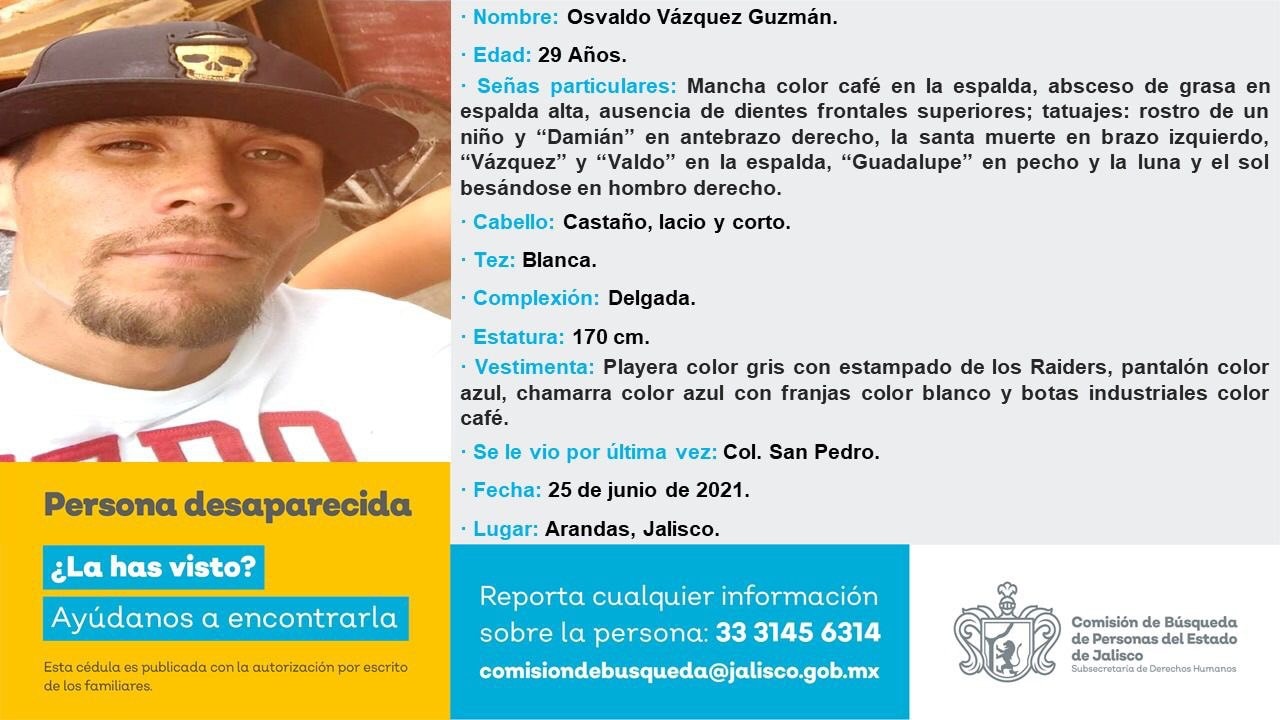 · Nombre: Osvaldo Vázquez Guzmán.
· Edad: 29 Años.
· Señas particulares: Mancha color café en la espalda, absceso de grasa en
espalda alta, ausencia de dientes frontales superiores; tatuajes: rostro de un
niño y “Damián” en antebrazo derecho, la santa muerte en brazo izquierdo,
“Vázquez” y “Valdo” en la espalda, “Guadalupe” en pecho y la luna y el sol
besándose en hombro derecho.
· Cabello: Castaño, lacio y corto.
· Tez: Blanca.
· Complexión: Delgada.
· Estatura: 170 cm.
· Vestimenta: Playera color gris con estampado de los Raiders, pantalón color
azul, chamarra color azul con franjas color blanco y botas industriales color
café.
· Se le vio por última vez: Col. San Pedro.
· Fecha: 25 de junio de 2021.
· Lugar: Arandas, Jalisco.
Persona desaparecida
¿La has visto?
Ayúdanos a encontrarla
Esta cédula es publicada con la autorización por escrito
de los familiares.
Reporta cualquier información
sobre la persona: 33 3145 6314
comisiondebusqueda@jalisco.gob.mx
Comisión de Búsqueda
de Personas del Estado
de Jalisco
Subsecretaría de Derechos Humanos